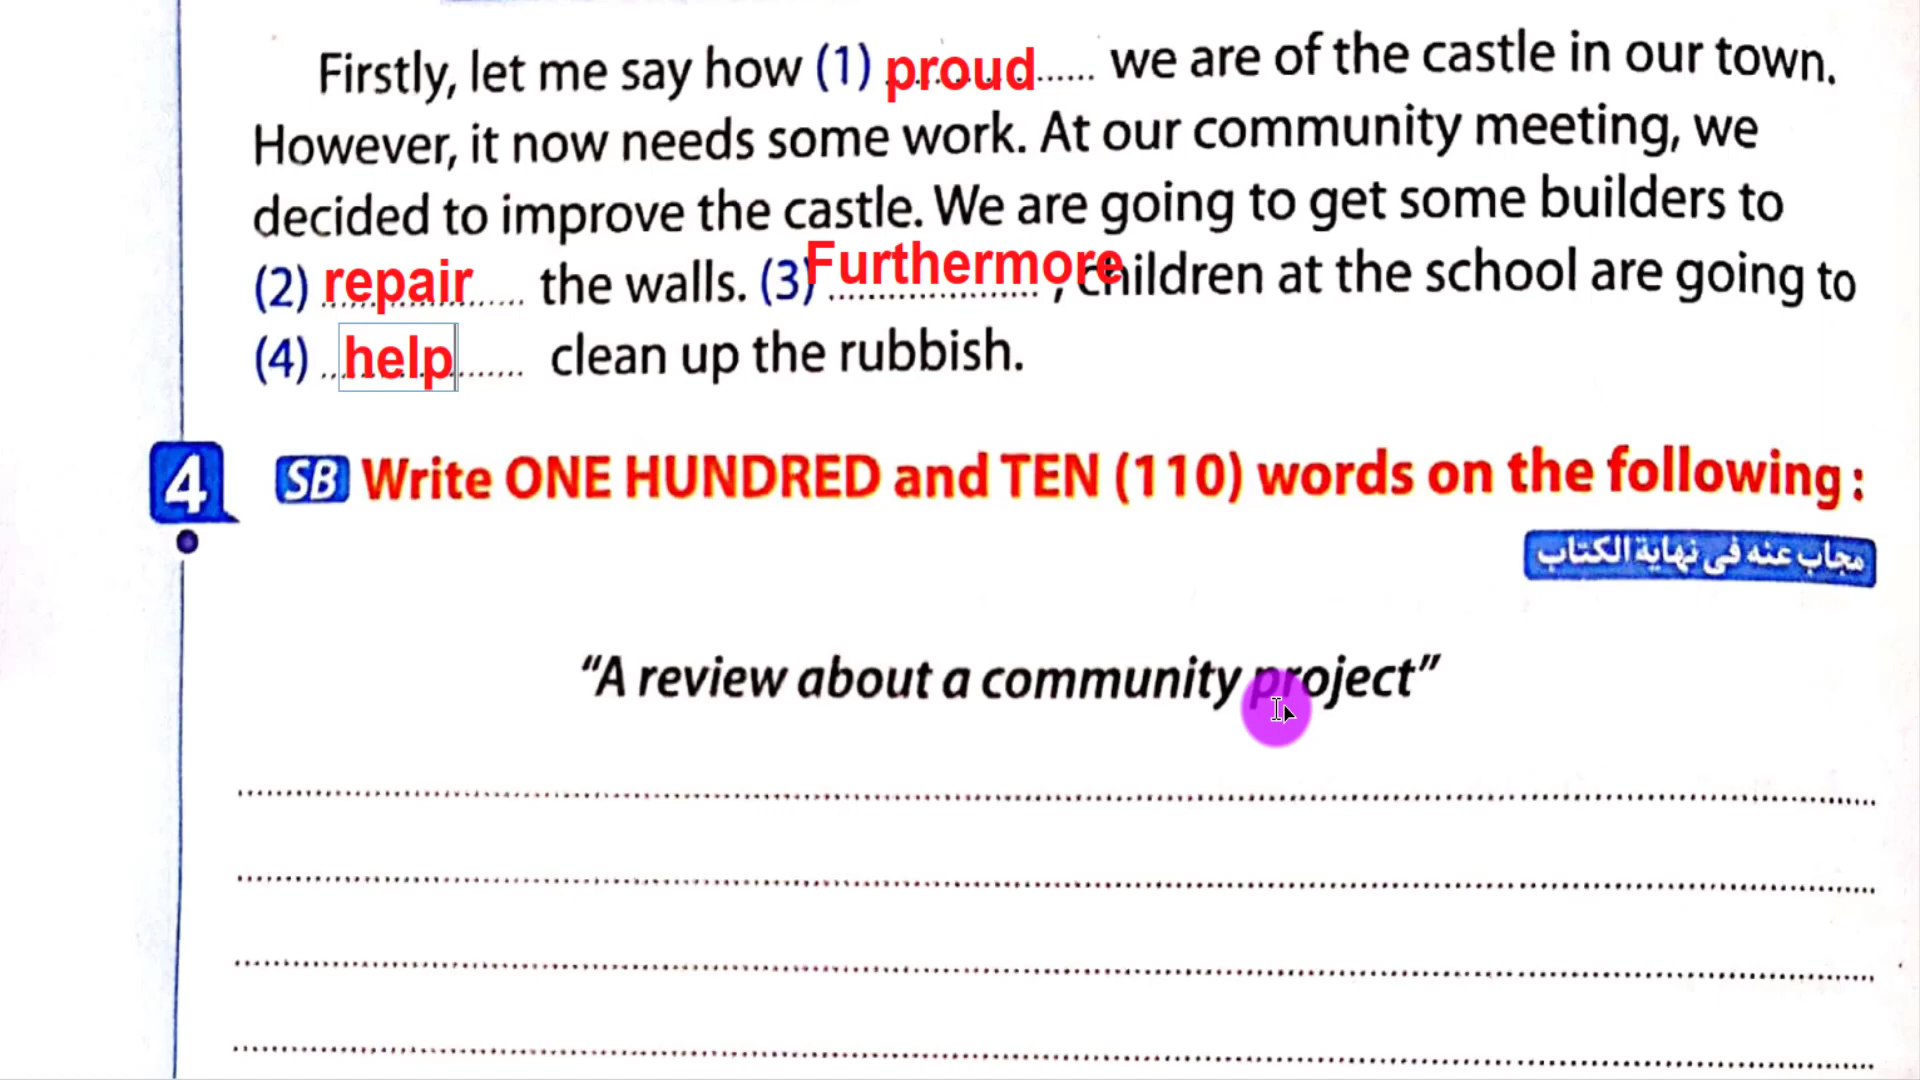 Firstly, let me say how (1) proud we are of the castle in our town.
However, it now needs some work. At our community meeting, we
decided to improve the castle. We are going to get some builders to
(2) repair the walls. (3) Furthermore, children at the school are going to
(4) help clean up the rubbish.
4 SB Write ONE HUNDRED and TEN (110) words on the following :
مجاب عنه فى نهاية الكتاب
“A review about a community project”